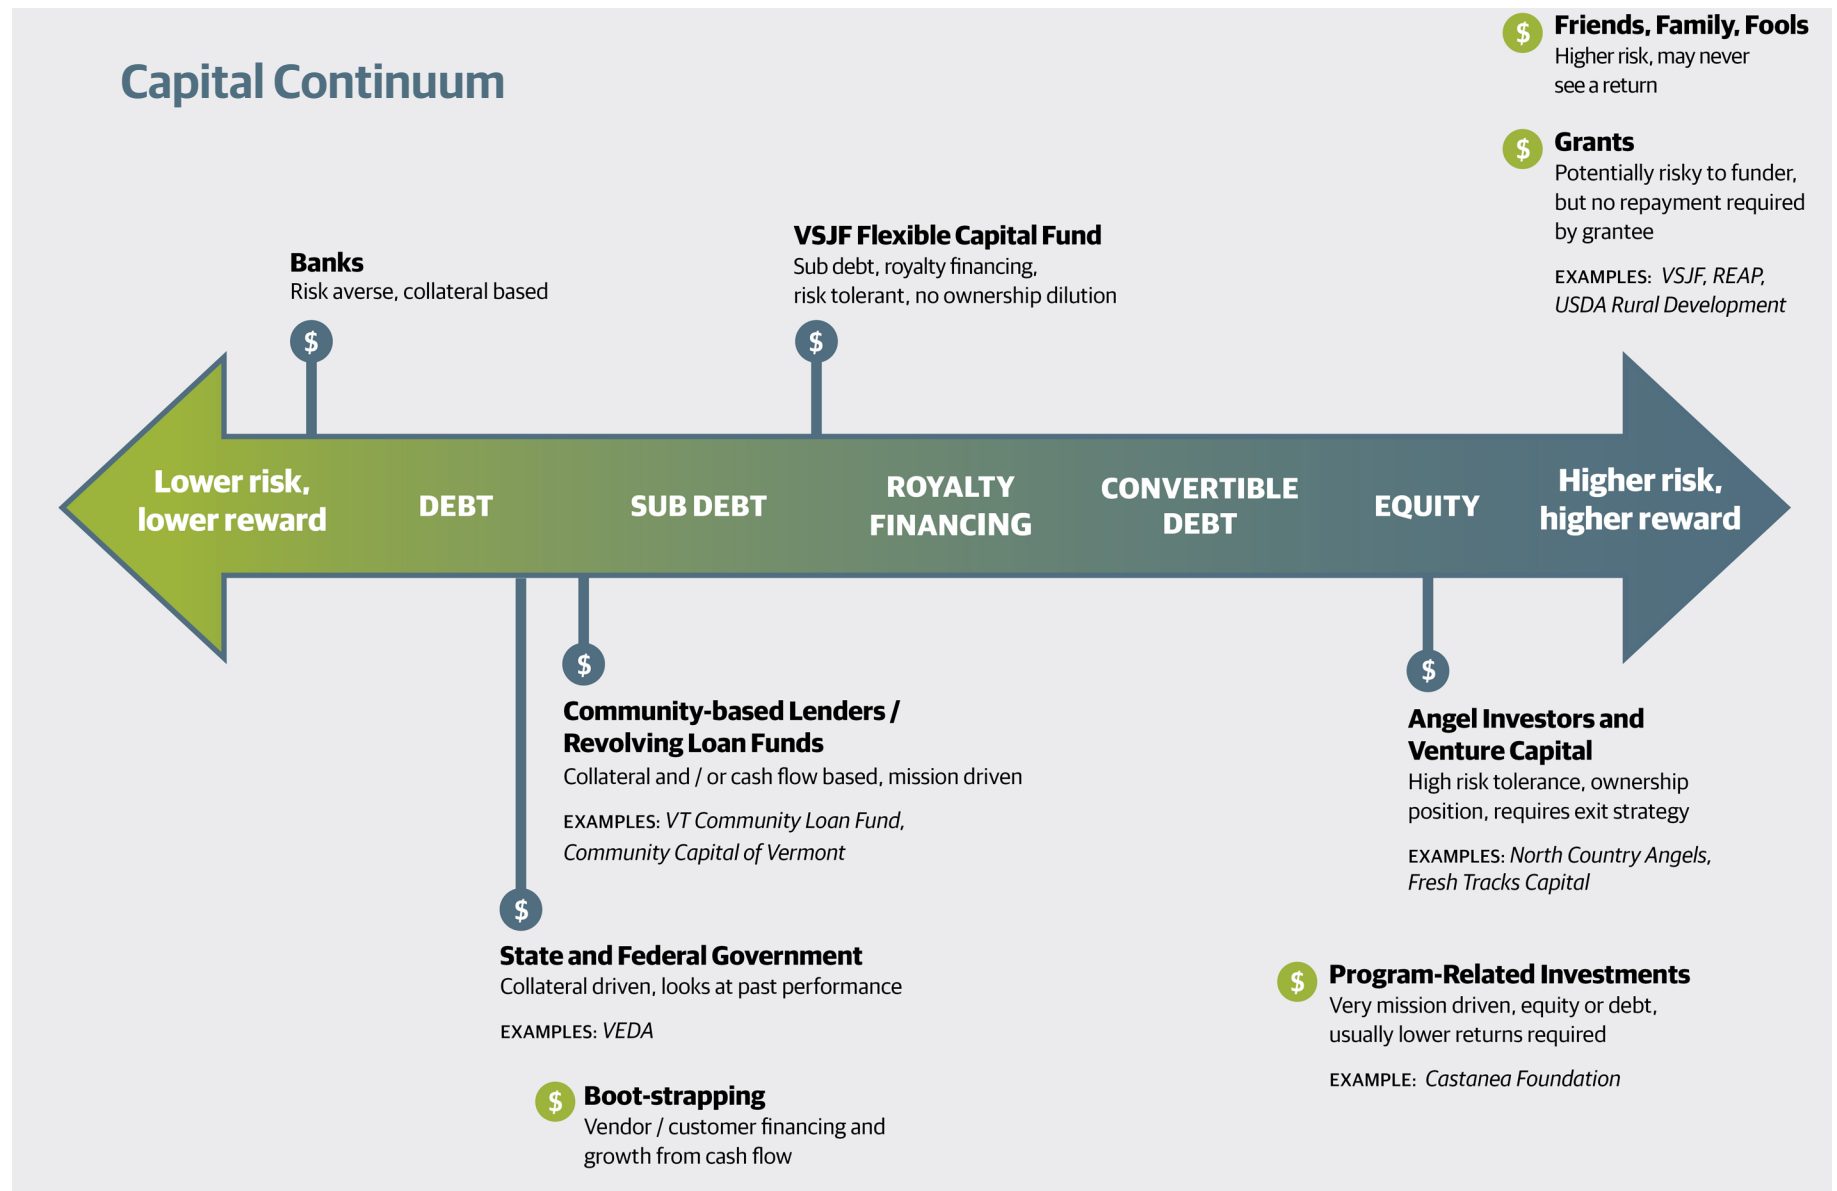 Capital Continuum
$
Friends, Family, Fools
Higher risk, may never
see a return
$
Grants
Potentially risky to funder,
but no repayment required
by grantee
EXAMPLES: VSJF, REAP,
USDA Rural Development
Banks
Risk averse, collateral based
$
VSJF Flexible Capital Fund
Sub debt, royalty financing,
risk tolerant, no ownership dilution
$
Lower risk,
lower reward
DEBT
SUB DEBT
ROYALTY
FINANCING
CONVERTIBLE
DEBT
EQUITY
Higher risk,
higher reward
$
Community-based Lenders /
Revolving Loan Funds
Collateral and / or cash flow based, mission driven
EXAMPLES: VT Community Loan Fund,
Community Capital of Vermont
$
Angel Investors and
Venture Capital
High risk tolerance, ownership
position, requires exit strategy
EXAMPLES: North Country Angels,
Fresh Tracks Capital
$
State and Federal Government
Collateral driven, looks at past performance
EXAMPLES: VEDA
$
Program-Related Investments
Very mission driven, equity or debt,
usually lower returns required
EXAMPLE: Castanea Foundation
$
Boot-strapping
Vendor / customer financing and
growth from cash flow